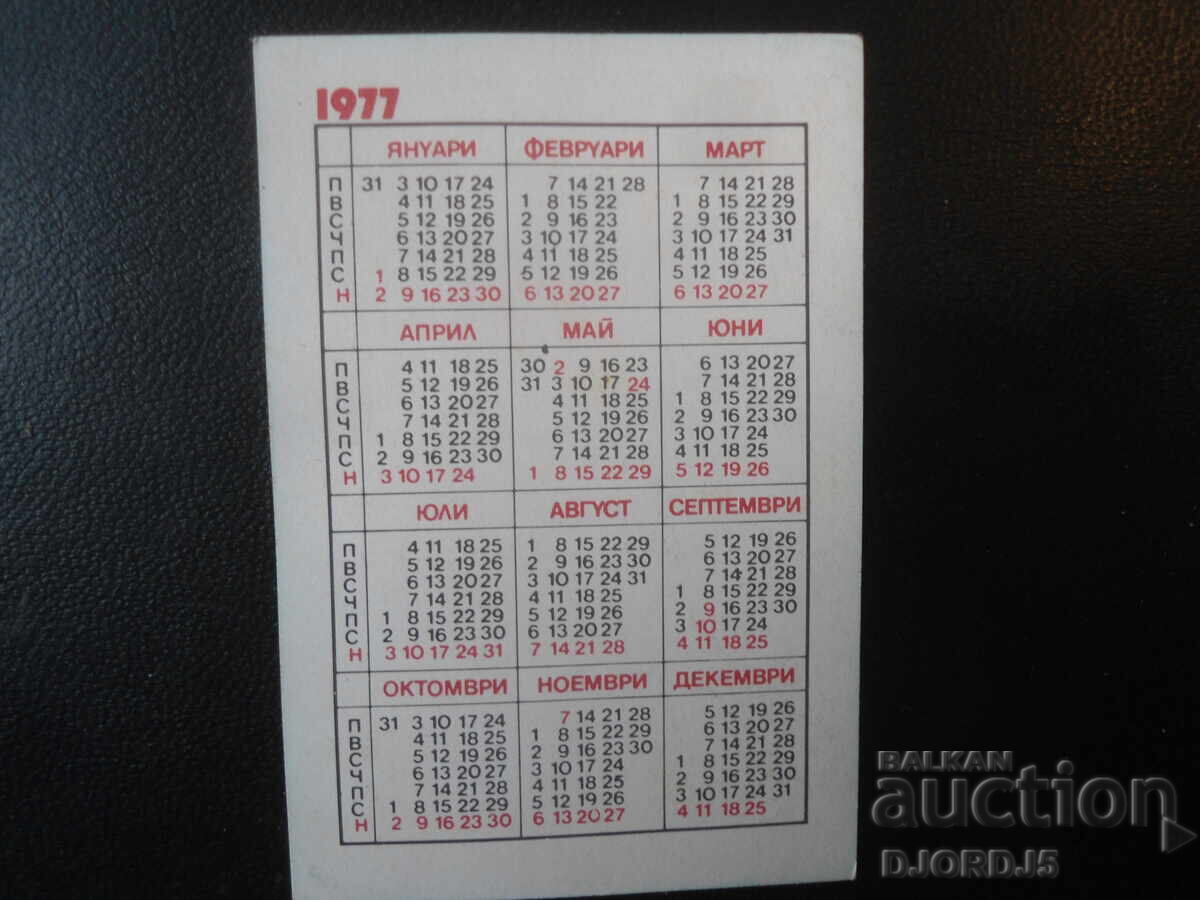 1977
ЯНУАРИ ФЕВРУАРИ МАРТ
П 31 3 10 17 24 7 14 21 28 7 14 21 28
В 4 11 18 25 1 8 15 22 1 8 15 22 29
С 5 12 19 26 2 9 16 23 2 9 16 23 30
Ч 6 13 20 27 3 10 17 24 3 10 17 24 31
П 7 14 21 28 4 11 18 25 4 11 18 25
С 1 8 15 22 29 5 12 19 26 5 12 19 26
Н 2 9 16 23 30 6 13 20 27 6 13 20 27
АПРИЛ МАЙ ЮНИ
П 4 11 18 25 30 2 9 16 23 6 13 20 27
В 5 12 19 26 31 3 10 17 24 7 14 21 28
С 6 13 20 27 4 11 18 25 1 8 15 22 29
Ч 7 14 21 28 5 12 19 26 2 9 16 23 30
П 1 8 15 22 29 6 13 20 27 3 10 17 24
С 2 9 16 23 30 7 14 21 28 4 11 18 25
Н 3 10 17 24 1 8 15 22 29 5 12 19 26
ЮЛИ АВГУСТ СЕПТЕМВРИ
П 4 11 18 25 1 8 15 22 29 5 12 19 26
В 5 12 19 26 2 9 16 23 30 6 13 20 27
С 6 13 20 27 3 10 17 24 31 7 14 21 28
Ч 7 14 21 28 4 11 18 25 1 8 15 22 29
П 1 8 15 22 29 5 12 19 26 2 9 16 23 30
С 2 9 16 23 30 6 13 20 27 3 10 17 24
Н 3 10 17 24 31 7 14 21 28 4 11 18 25
ОКТОМВРИ НОЕМВРИ ДЕКЕМВРИ
П 31 3 10 17 24 7 14 21 28 5 12 19 26
В 4 11 18 25 1 8 15 22 29 6 13 20 27
С 5 12 19 26 2 9 16 23 30 7 14 21 28
Ч 6 13 20 27 3 10 17 24 1 8 15 22 29
П 7 14 21 28 4 11 18 25 2 9 16 23 30
С 1 8 15 22 29 5 12 19 26 3 10 17 24 31
Н 2 9 16 23 30 6 13 20 27 4 11 18 25
BALKAN
auction
DJORDJ5